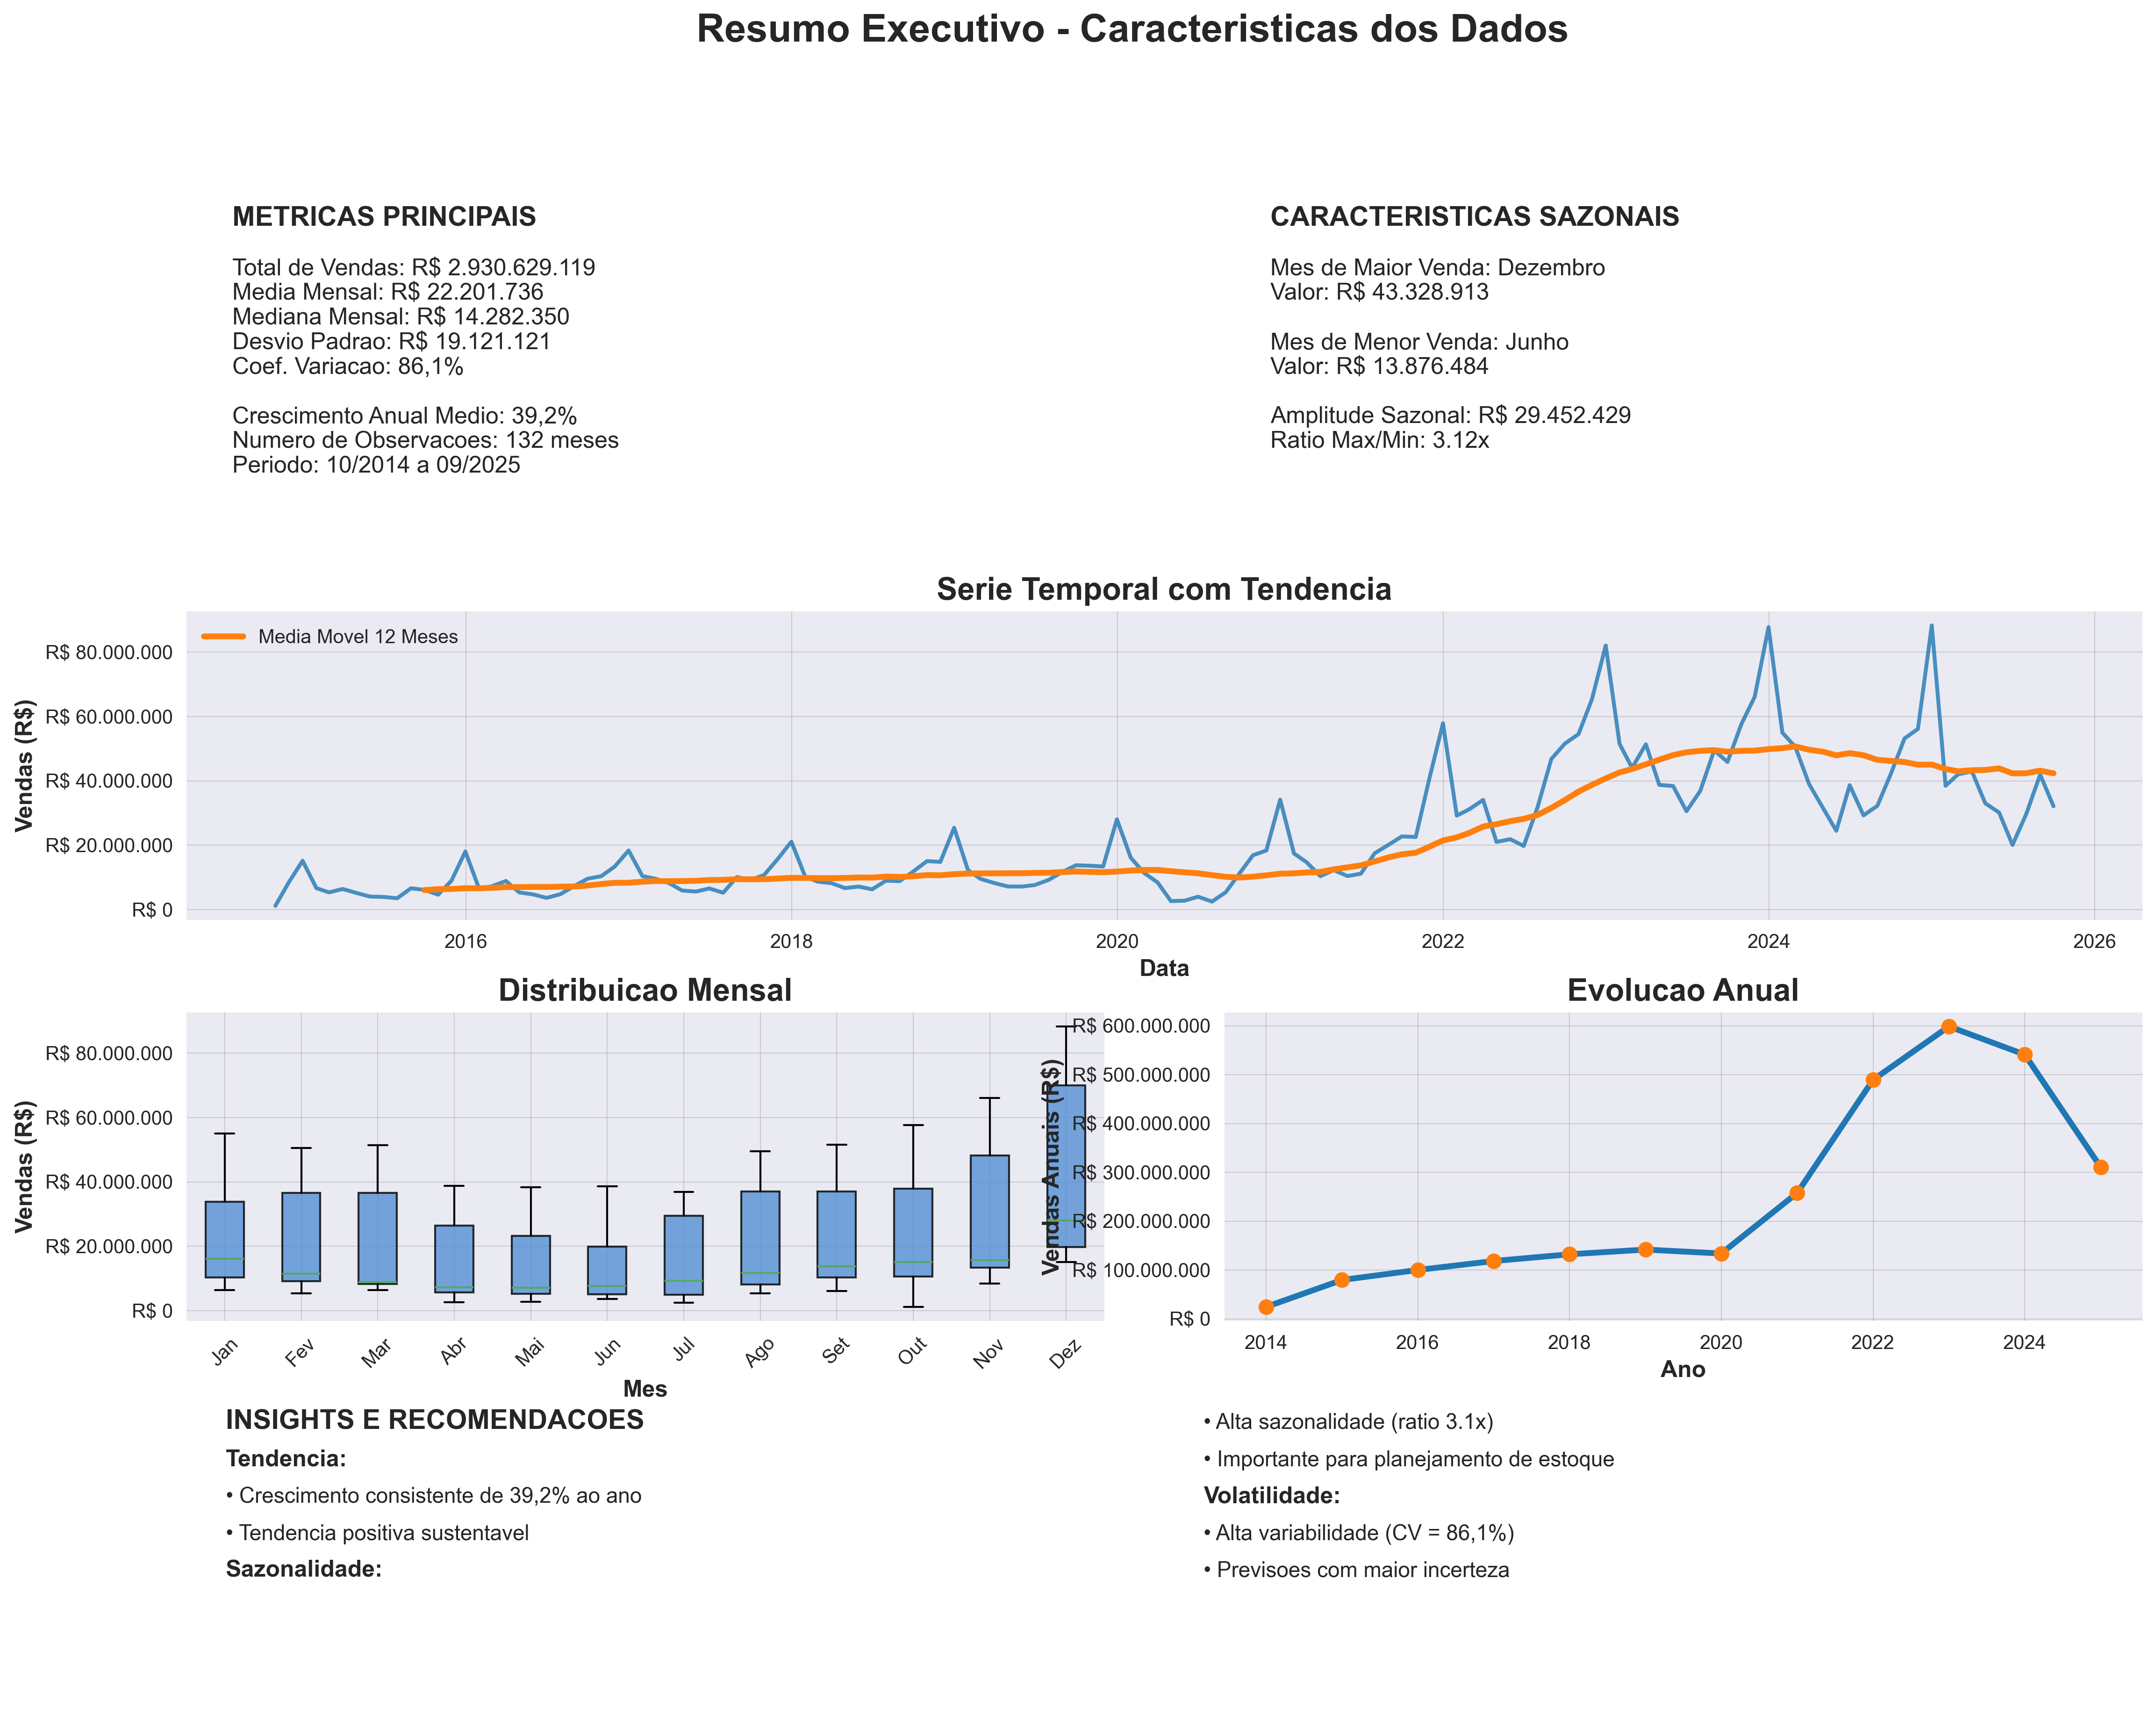 Resumo Executivo - Caracteristicas dos Dados
METRICAS PRINCIPAIS
Total de Vendas: R$ 2.930.629.119
Media Mensal: R$ 22.201.736
Mediana Mensal: R$ 14.282.350
Desvio Padrao: R$ 19.121.121
Coef. Variacao: 86,1%
Crescimento Anual Medio: 39,2%
Numero de Observacoes: 132 meses
Periodo: 10/2014 a 09/2025
CARACTERISTICAS SAZONAIS
Mes de Maior Venda: Dezembro
Valor: R$ 43.328.913
Mes de Menor Venda: Junho
Valor: R$ 13.876.484
Amplitude Sazonal: R$ 29.452.429
Ratio Max/Min: 3.12x
Serie Temporal com Tendencia
Media Movel 12 Meses
Vendas (R$)
R$ 80.000.000
R$ 60.000.000
R$ 40.000.000
R$ 20.000.000
R$ 0
2016 2018 2020 2022 2024 2026
Data
Distribuicao Mensal
Vendas (R$)
R$ 80.000.000
R$ 60.000.000
R$ 40.000.000
R$ 20.000.000
R$ 0
Jan Fev Mar Abr Mai Jun Jul Ago Set Out Nov Dez
Mes
Evolucao Anual
Vendas Anuais (R$)
R$ 600.000.000
R$ 500.000.000
R$ 400.000.000
R$ 300.000.000
R$ 200.000.000
R$ 100.000.000
R$ 0
2014 2016 2018 2020 2022 2024
Ano
INSIGHTS E RECOMENDACOES
Tendencia:
• Crescimento consistente de 39,2% ao ano
• Tendencia positiva sustentavel
Sazonalidade:
• Alta sazonalidade (ratio 3.1x)
• Importante para planejamento de estoque
Volatilidade:
• Alta variabilidade (CV = 86,1%)
• Previsoes com maior incerteza